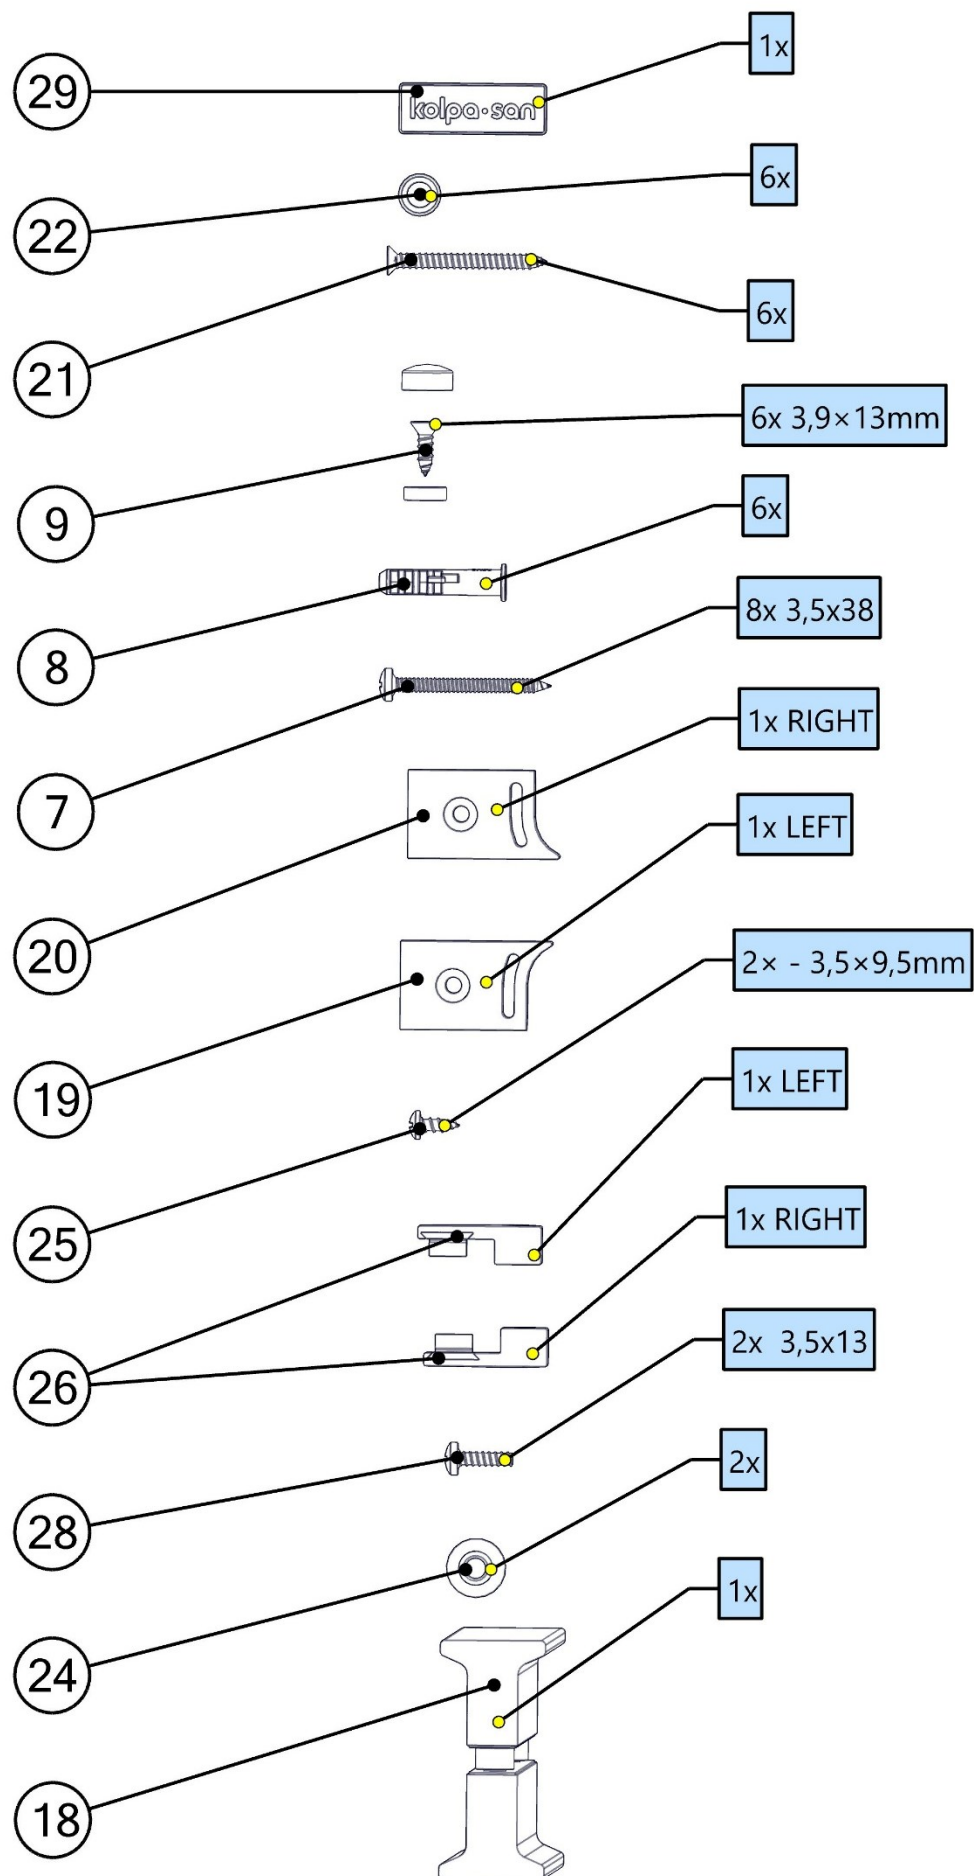 1x
29
kolpa·san
6x
22
6x
21
6x 3,9×13mm
9
6x
8
8x 3,5x38
7
1x RIGHT
20
1x LEFT
19
2× - 3,5×9,5mm
25
1x LEFT
26
1x RIGHT
2x 3,5x13
28
2x
24
1x
18